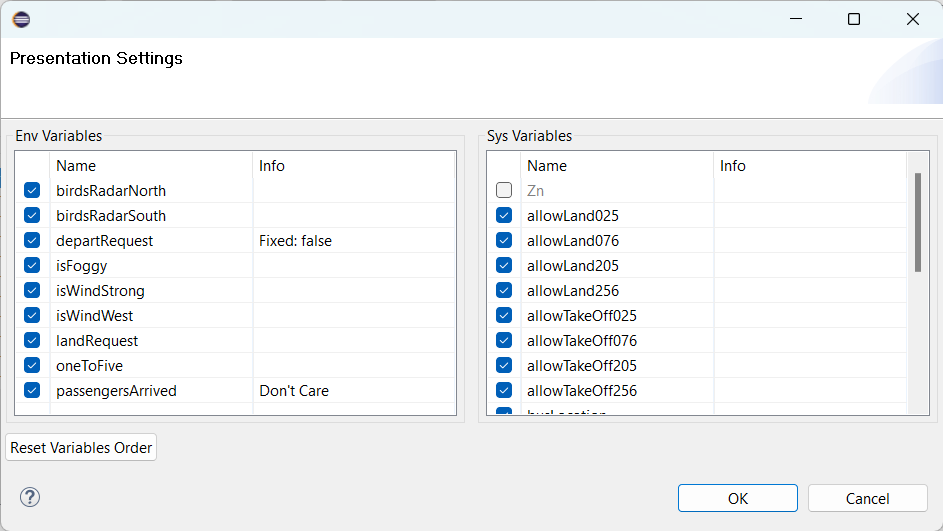 Presentation Settings
Env Variables
Name Info
birdsRadarNorth
birdsRadarSouth
departRequest Fixed: false
isFoggy
isWindStrong
isWindWest
landRequest
oneToFive
passengersArrived Don't Care
Sys Variables
Name Info
Zn
allowLand025
allowLand076
allowLand205
allowLand256
allowTakeOff025
allowTakeOff076
allowTakeOff205
allowTakeOff256
Reset Variables Order
?
OK Cancel